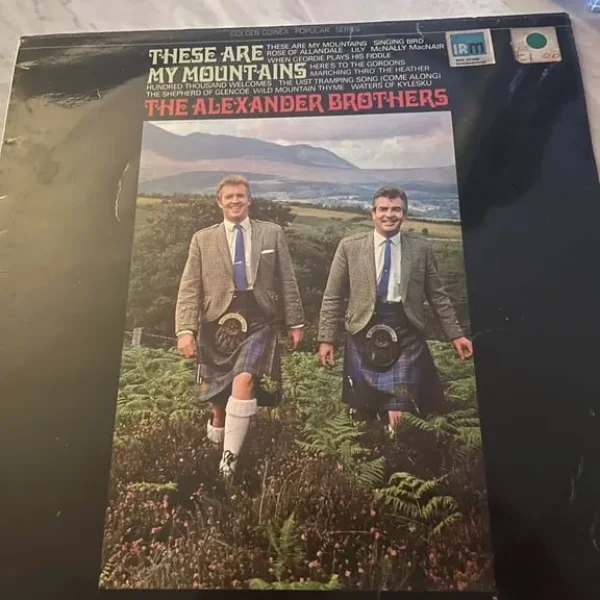 GOLDEN GUINEA "POPULAR" SERIES
THESE ARE
MY MOUNTAINS
THESE ARE MY MOUNTAINS SINGING BIRD
ROSE OF ALLANDALE LILY McNALLY MacNAIR
WHEN GEORDIE PLAYS HIS FIDDLE
HERE'S TO THE GORDONS
MARCHING THRO' THE HEATHER
HUNDRED THOUSAND WELCOMES THE UIST TRAMPING SONG (COME ALONG)
THE SHEPHERD OF GLENCOE WILD MOUNTAIN THYME WATERS OF KYLESKU
THE ALEXANDER BROTHERS